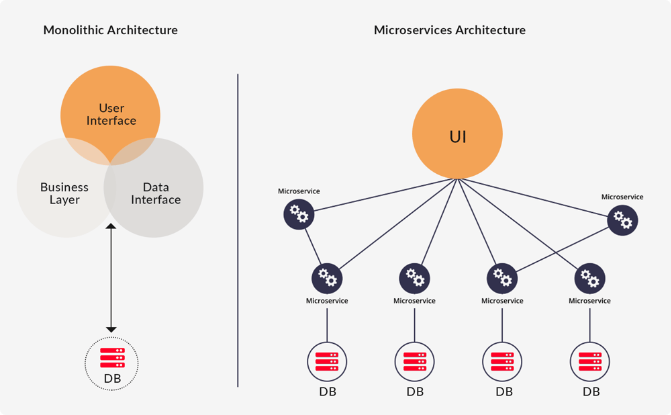 Monolithic Architecture
User
Interface
Business
Layer
Data
Interface
DB
Microservices Architecture
UI
Microservice
Microservice
Microservice
Microservice
Microservice
Microservice
DB
DB
DB
DB